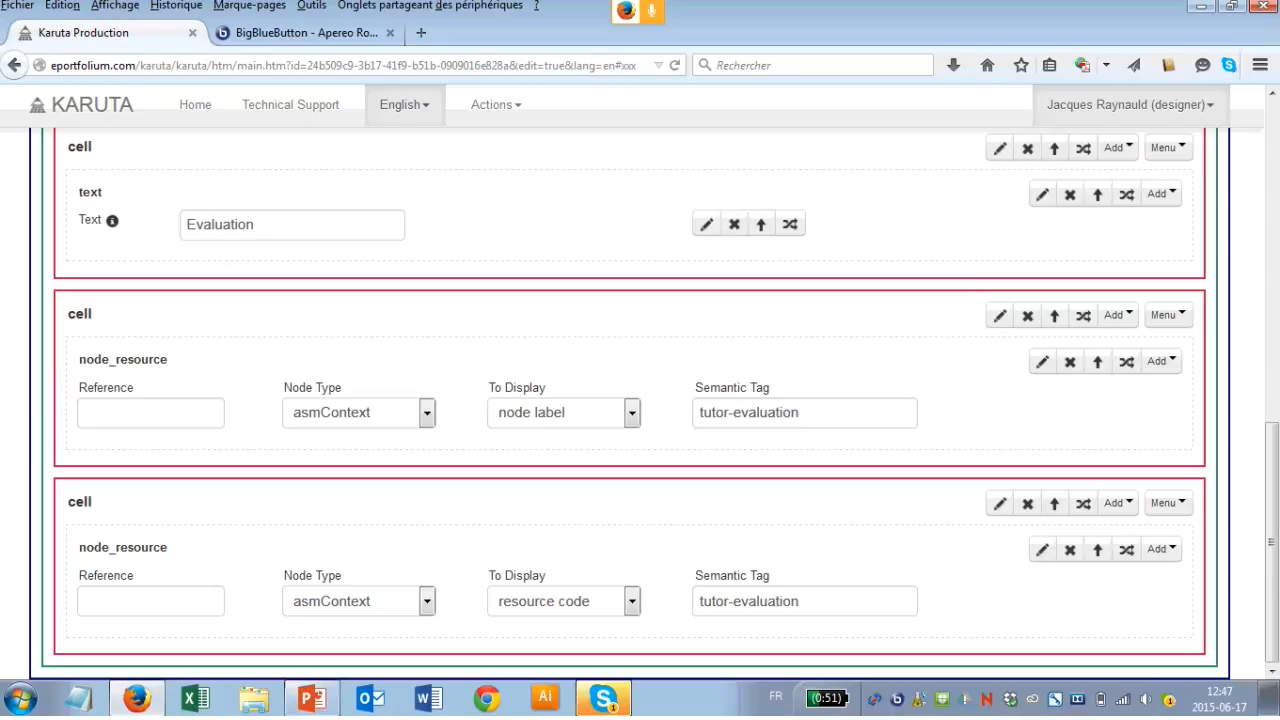 Fichier Edition Affichage Historique Marque-pages Outils Onglets partageant des périphériques ?
Karuta Production
BigBlueButton - Apereo Ro...
eportfolium.com/karuta/karuta/htm/main.htm?id=24b509c9-3b17-41f9-b51b-0909016e828a&edit=true&lang=en#xxx
Rechercher
KARUTA Home Technical Support English Actions Jacques Raynauld (designer)
cell Add Menu
text Add
Text Evaluation
cell Add Menu
node_resource Add
Reference Node Type To Display Semantic Tag
asmContext node label tutor-evaluation
cell Add Menu
node_resource Add
Reference Node Type To Display Semantic Tag
asmContext resource code tutor-evaluation
FR (0:51) 12:47
2015-06-17